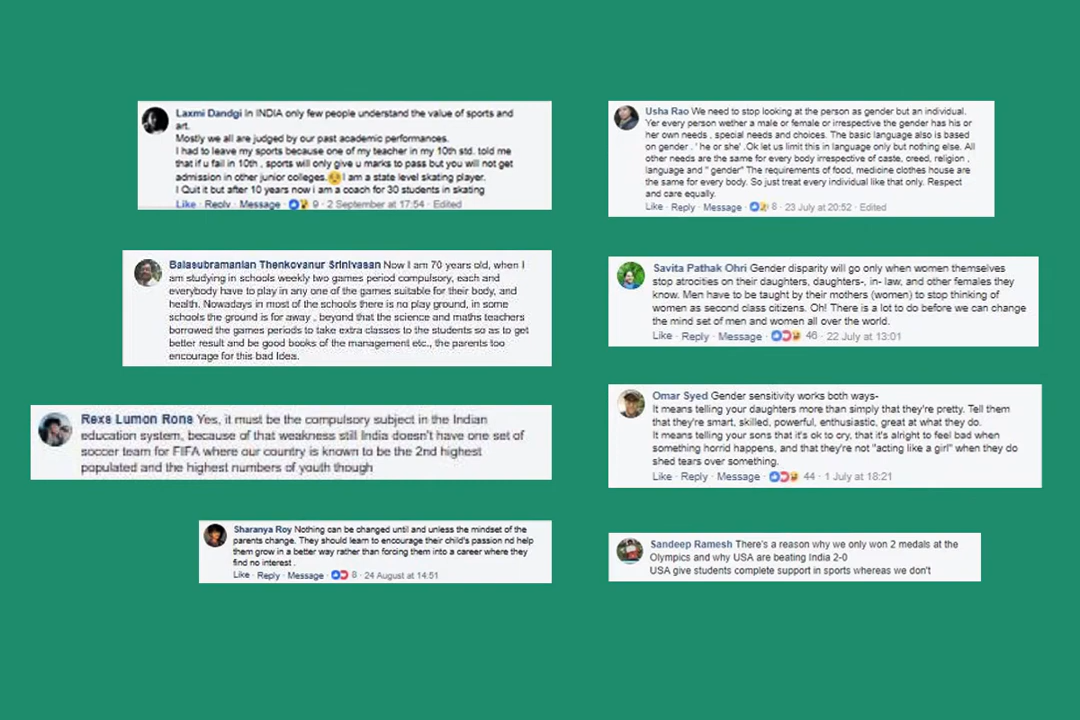 Laxmi Dandgi In INDIA only few people understand the value of sports and
art.
Mostly we all are judged by our past academic performances.
I had to leave my sports because one of my teacher in my 10th std. told me
that if u fail in 10th , sports will only give u marks to pass but you will not get
admission in other junior colleges.😔I am a state level skating player.
I Quit it but after 10 years now i am a coach for 30 students in skating
Like · Reply · Message · 9 · 2 September at 17:54 · Edited
Balasubramanian Thenkovanur Srinivasan Now I am 70 years old, when I
am studying in schools weekly two games period compulsory, each and
everybody have to play in any one of the games suitable for their body, and
health. Nowadays in most of the schools there is no play ground, in some
schools the ground is for away , beyond that the science and maths teachers
borrowed the games periods to take extra classes to the students so as to get
better result and be good books of the management etc., the parents too
encourage for this bad Idea.
Rexe Lumon Rons Yes, it must be the compulsory subject in the Indian
education system, because of that weakness still India doesn't have one set of
soccer team for FIFA where our country is known to be the 2nd highest
populated and the highest numbers of youth though
Sharanya Roy Nothing can be changed until and unless the mindset of the
parents change. They should learn to encourage their child's passion nd help
them grow in a better way rather than forcing them into a career where they
find no interest .
Like · Reply · Message · 8 · 24 August at 14:51
Usha Rao We need to stop looking at the person as gender but an individual.
Yer every person wether a male or female or irrespective the gender has his or
her own needs , special needs and choices. The basic language also is based
on gender . ' he or she' .Ok let us limit this in language only but nothing else. All
other needs are the same for every body irrespective of caste, creed, religion ,
language and " gender" The requirements of food, medicine clothes house are
the same for every body. So just treat every individual like that only. Respect
and care equally.
Like · Reply · Message · 8 · 23 July at 20:52 · Edited
Savita Pathak Ohri Gender disparity will go only when women themselves
stop atrocities on their daughters, daughters-, in- law, and other females they
know. Men have to be taught by their mothers (women) to stop thinking of
women as second class citizens. Oh! There is a lot to do before we can change
the mind set of men and women all over the world.
Like · Reply · Message · 46 · 22 July at 13:01
Omar Syed Gender sensitivity works both ways-
It means telling your daughters more than simply that they're pretty. Tell them
that they're smart, skilled, powerful, enthusiastic, great at what they do.
It means telling your sons that it's ok to cry, that it's alright to feel bad when
something horrid happens, and that they're not "acting like a girl" when they do
shed tears over something.
Like · Reply · Message · 44 · 1 July at 18:21
Sandeep Ramesh There's a reason why we only won 2 medals at the
Olympics and why USA are beating India 2-0
USA give students complete support in sports whereas we don't